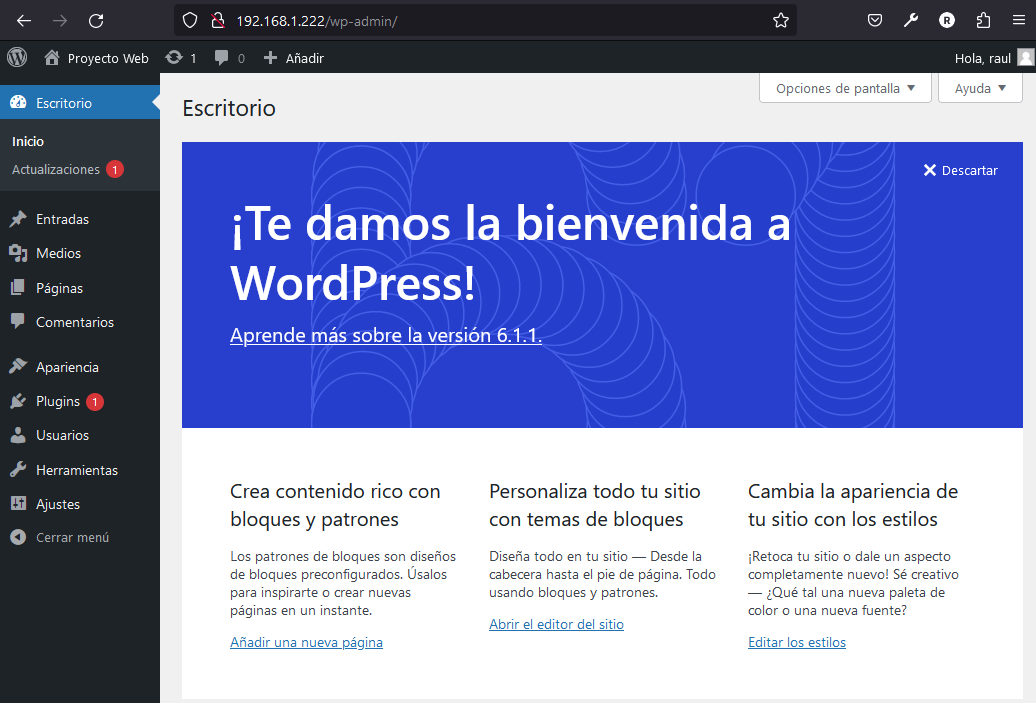 192.168.1.222/wp-admin/
R
Proyecto Web
1
0
Añadir
Hola, raul
Escritorio
Inicio
Actualizaciones 1
Entradas
Medios
Páginas
Comentarios
Apariencia
Plugins 1
Usuarios
Herramientas
Ajustes
Cerrar menú
Opciones de pantalla
Ayuda
Escritorio
Descartar
¡Te damos la bienvenida a
WordPress!
Aprende más sobre la versión 6.1.1.
Crea contenido rico con
bloques y patrones
Los patrones de bloques son diseños
de bloques preconfigurados. Úsalos
para inspirarte o crear nuevas
páginas en un instante.
Añadir una nueva página
Personaliza todo tu sitio
con temas de bloques
Diseña todo en tu sitio — Desde la
cabecera hasta el pie de página. Todo
usando bloques y patrones.
Abrir el editor del sitio
Cambia la apariencia de
tu sitio con los estilos
¡Retoca tu sitio o dale un aspecto
completamente nuevo! Sé creativo
— ¿Qué tal una nueva paleta de
color o una nueva fuente?
Editar los estilos